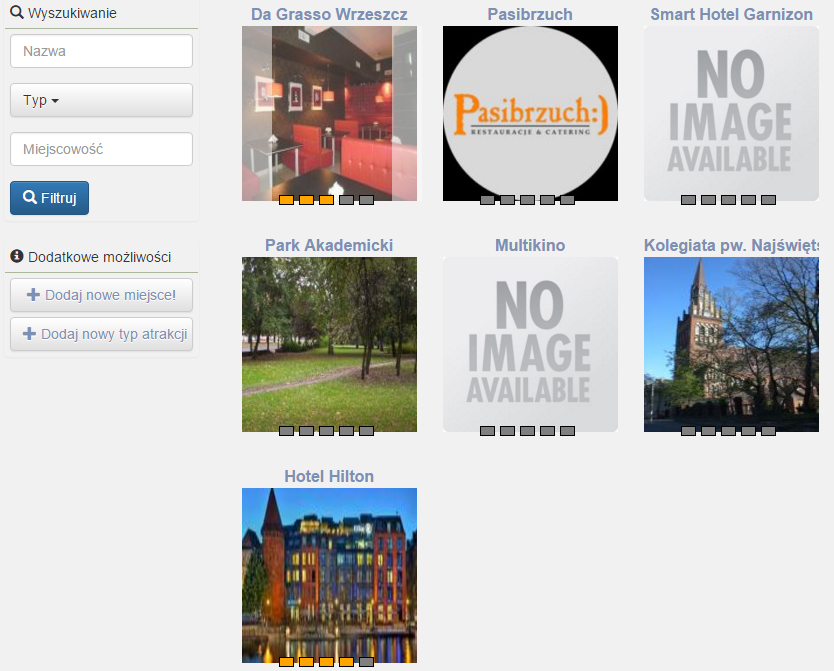 Wyszukiwanie
Nazwa
Typ
Miejscowość
Filtruj
Dodatkowe możliwości
Dodaj nowe miejsce!
Dodaj nowy typ atrakcji
Da Grasso Wrzeszcz
Pasibrzuch
Smart Hotel Garnizon
Pasibrzuch:)
RESTAURACJE & CATERING
NO
IMAGE
AVAILABLE
Park Akademicki
Multikino
Kolegiata pw. Najświęts
NO
IMAGE
AVAILABLE
Hotel Hilton